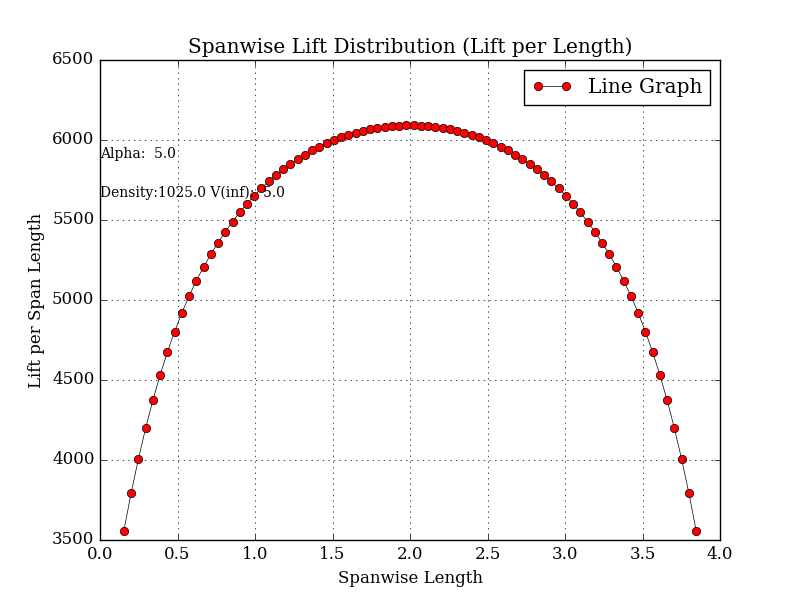 Spanwise Lift Distribution (Lift per Length)
6500
Line Graph
6000
Alpha:  5.0
Density:1025.0 V(inf):  5.0
5500
5000
4500
4000
3500
Lift per Span Length
0.0 0.5 1.0 1.5 2.0 2.5 3.0 3.5 4.0
Spanwise Length